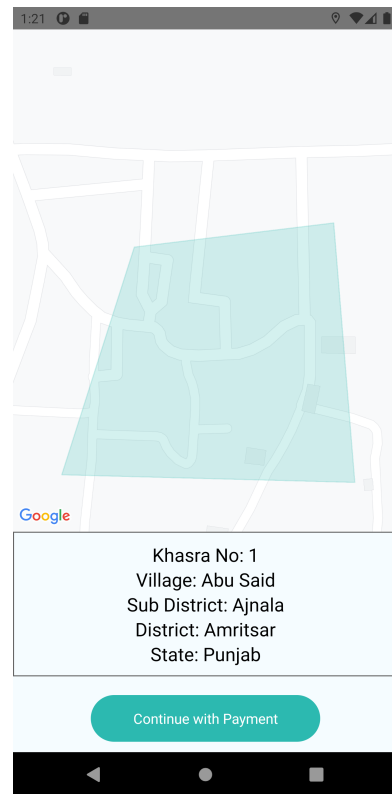 1:21
Google
Khasra No: 1
Village: Abu Said
Sub District: Ajnala
District: Amritsar
State: Punjab
Continue with Payment